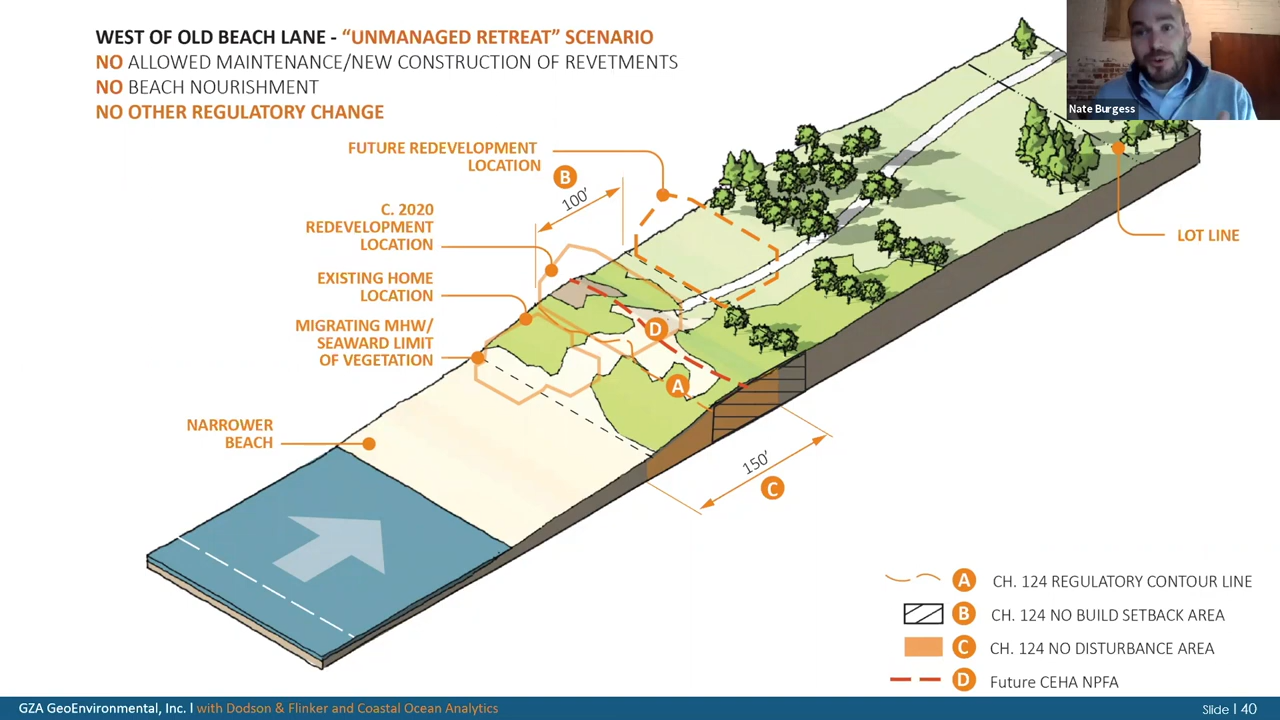 WEST OF OLD BEACH LANE - “UNMANAGED RETREAT” SCENARIO
NO ALLOWED MAINTENANCE/NEW CONSTRUCTION OF REVETMENTS
NO BEACH NOURISHMENT
NO OTHER REGULATORY CHANGE
Nate Burgess
FUTURE REDEVELOPMENT
LOCATION
B
100'
C. 2020
REDEVELOPMENT
LOCATION
EXISTING HOME
LOCATION
MIGRATING MHW/
SEAWARD LIMIT
OF VEGETATION
NARROWER
BEACH
LOT LINE
D
A
150'
C
A CH. 124 REGULATORY CONTOUR LINE
B CH. 124 NO BUILD SETBACK AREA
C CH. 124 NO DISTURBANCE AREA
D Future CEHA NPFA
GZA GeoEnvironmental, Inc. | with Dodson & Flinker and Coastal Ocean Analytics
Slide | 40